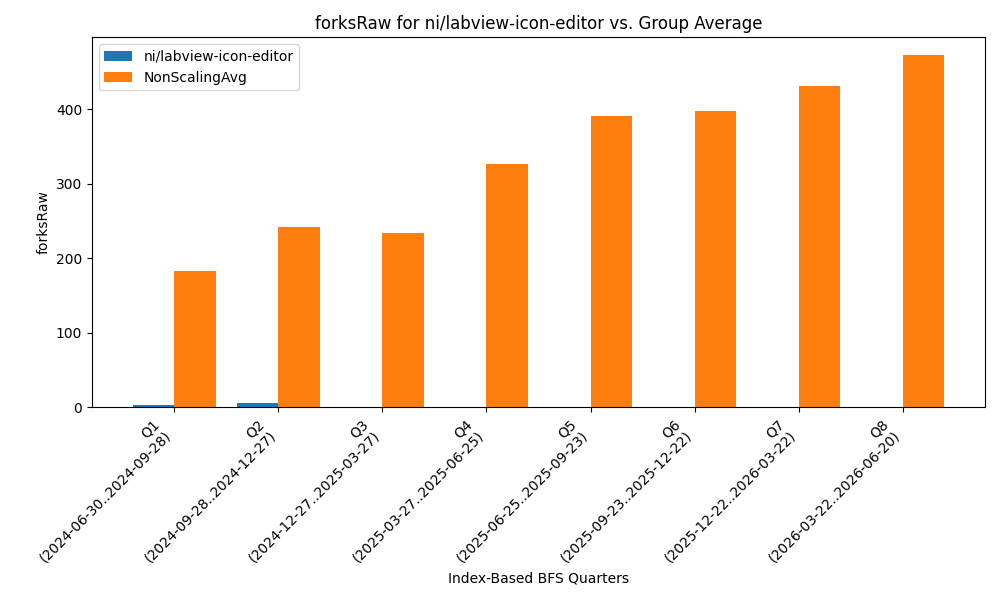 forksRaw for ni/labview-icon-editor vs. Group Average
ni/labview-icon-editor
NonScalingAvg
forksRaw
400
300
200
100
0
Q1
(2024-06-30..2024-09-28)
Q2
(2024-09-28..2024-12-27)
Q3
(2024-12-27..2025-03-27)
Q4
(2025-03-27..2025-06-25)
Q5
(2025-06-25..2025-09-23)
Q6
(2025-09-23..2025-12-22)
Q7
(2025-12-22..2026-03-22)
Q8
(2026-03-22..2026-06-20)
Index-Based BFS Quarters